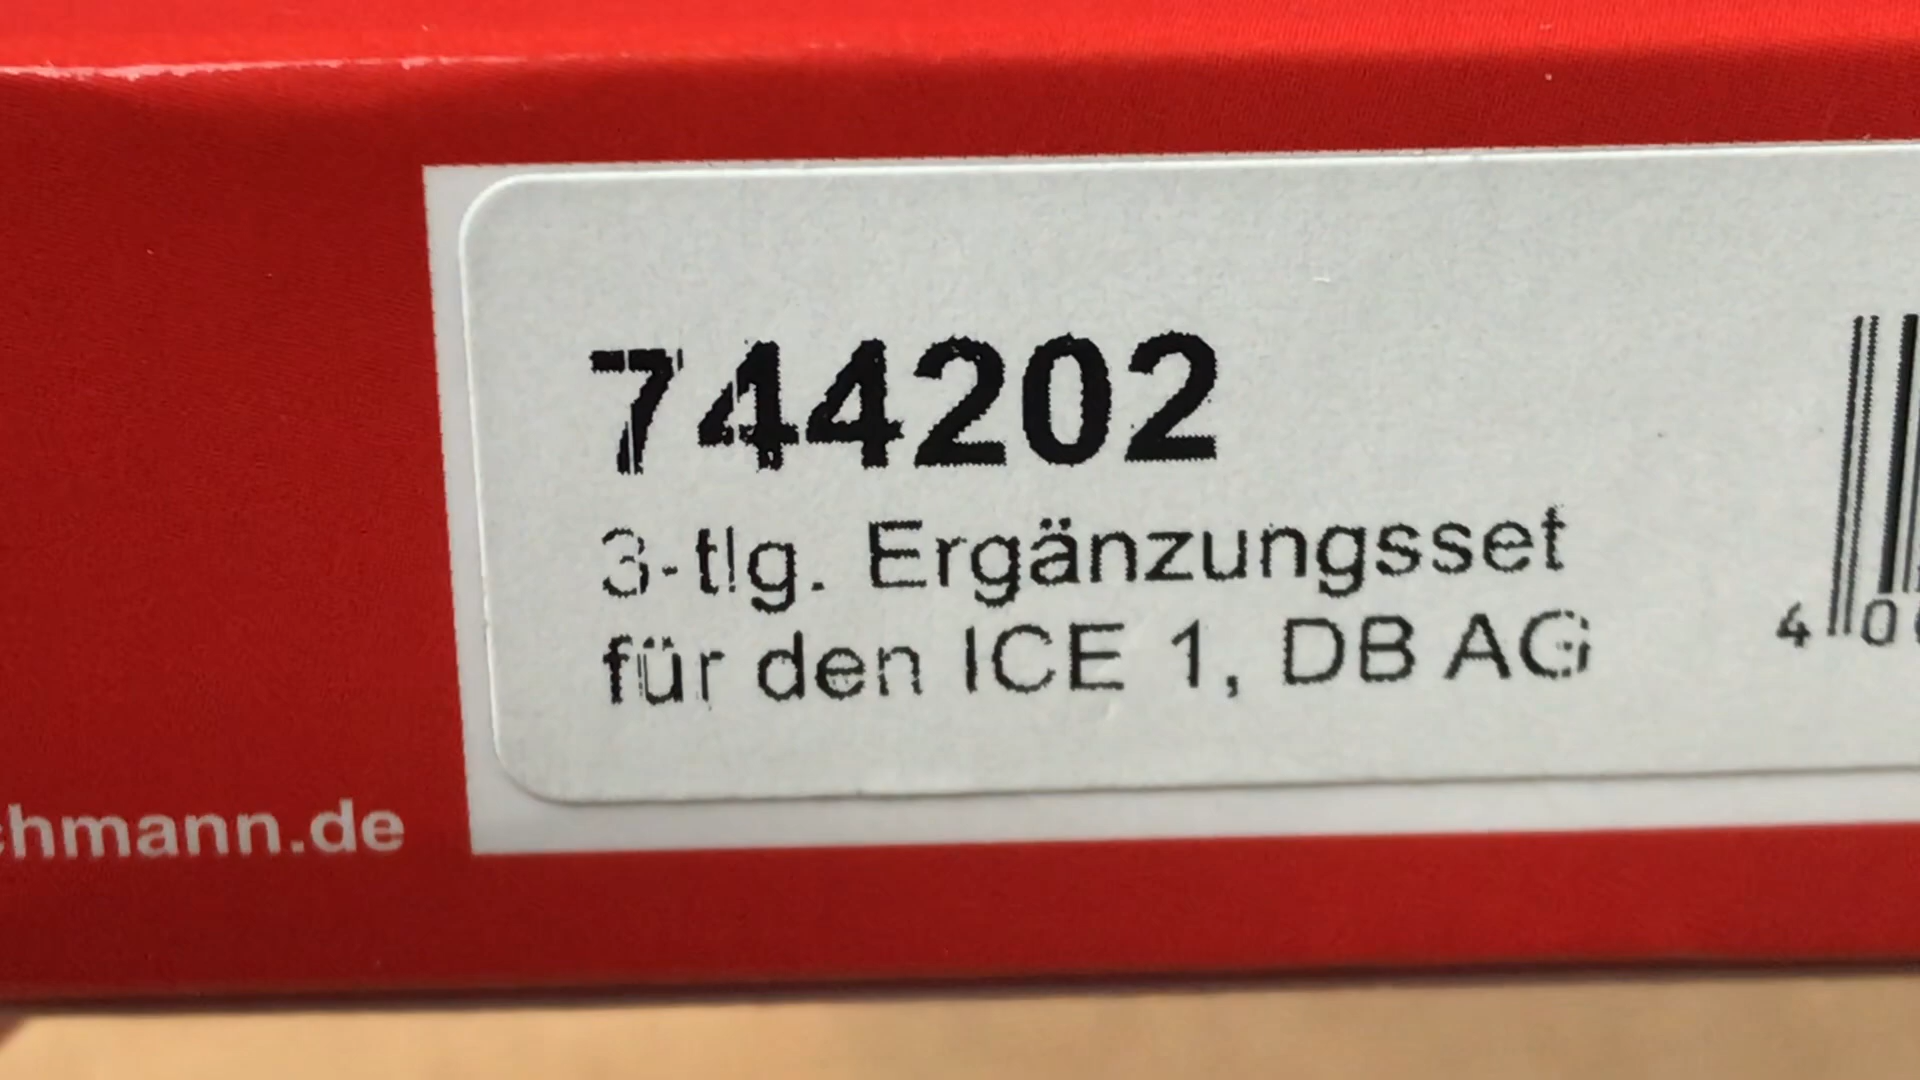 744202
3-tlg. Ergänzungsset
für den ICE 1, DB AG
chmann.de